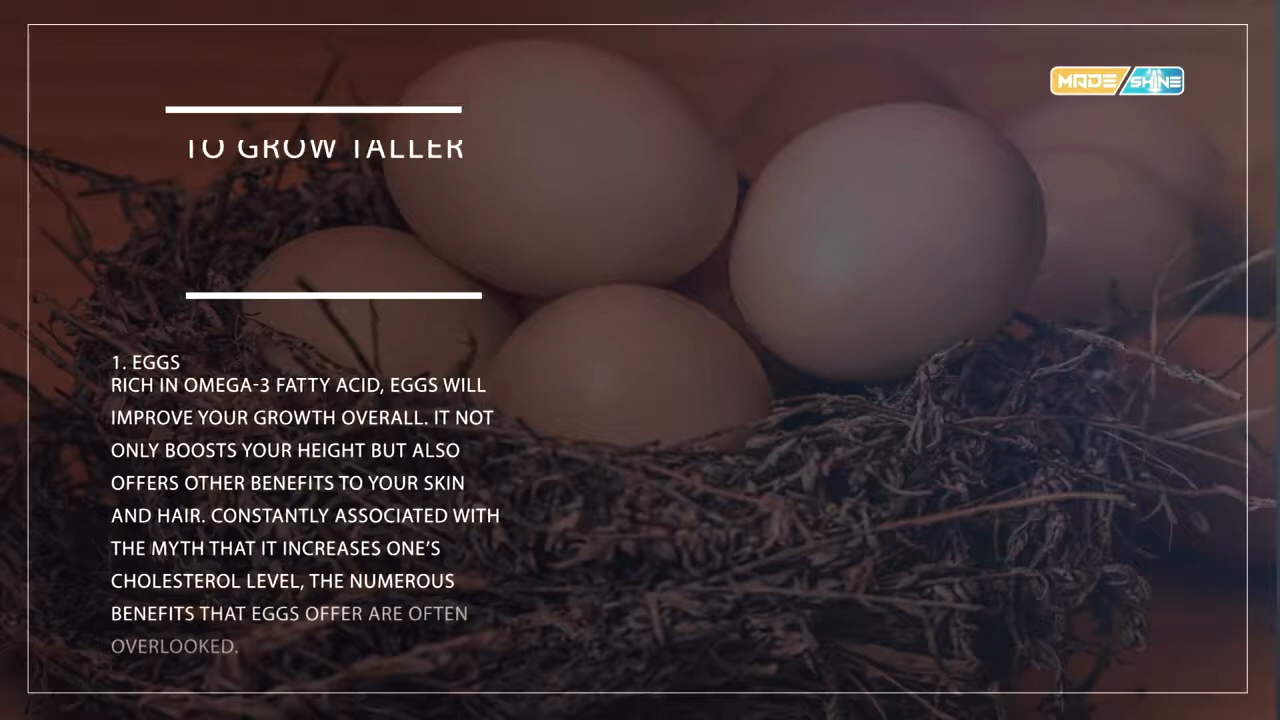 MADE/SHINE
TO GROW TALLER
1. EGGS
RICH IN OMEGA-3 FATTY ACID, EGGS WILL
IMPROVE YOUR GROWTH OVERALL. IT NOT
ONLY BOOSTS YOUR HEIGHT BUT ALSO
OFFERS OTHER BENEFITS TO YOUR SKIN
AND HAIR. CONSTANTLY ASSOCIATED WITH
THE MYTH THAT IT INCREASES ONE'S
CHOLESTEROL LEVEL, THE NUMEROUS
BENEFITS THAT EGGS OFFER ARE OFTEN
OVERLOOKED.